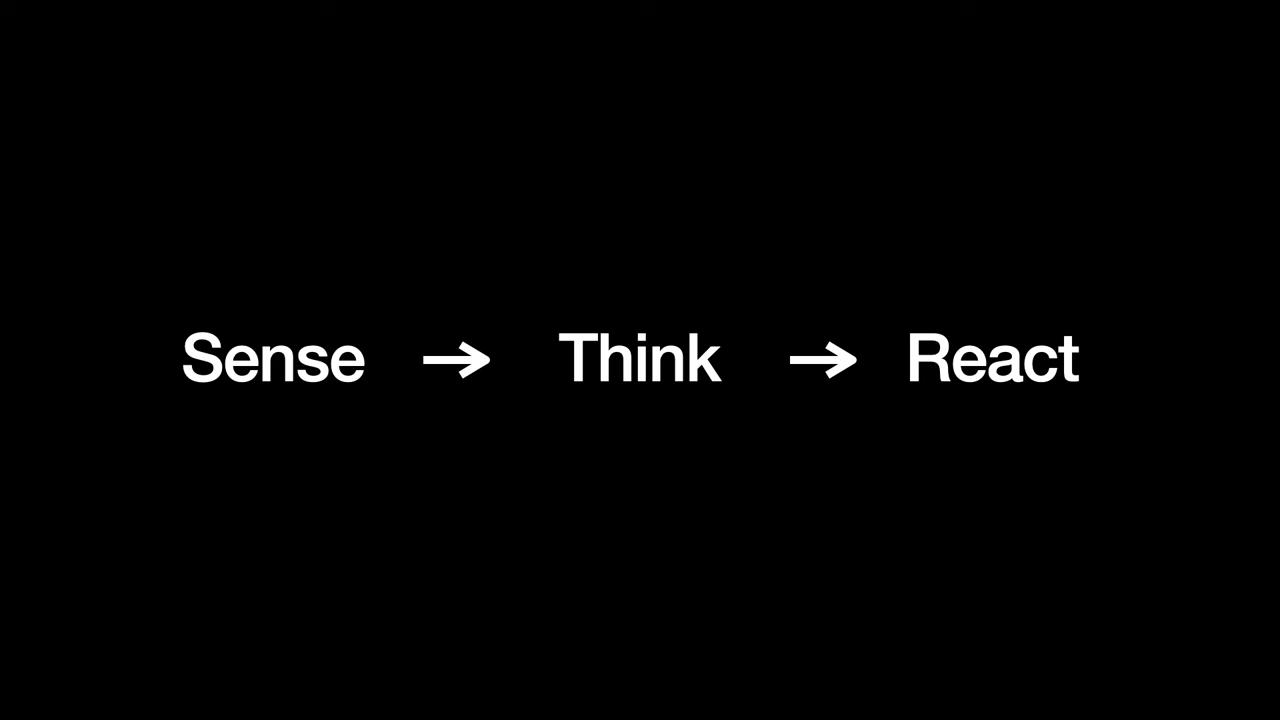 Sense → Think → React